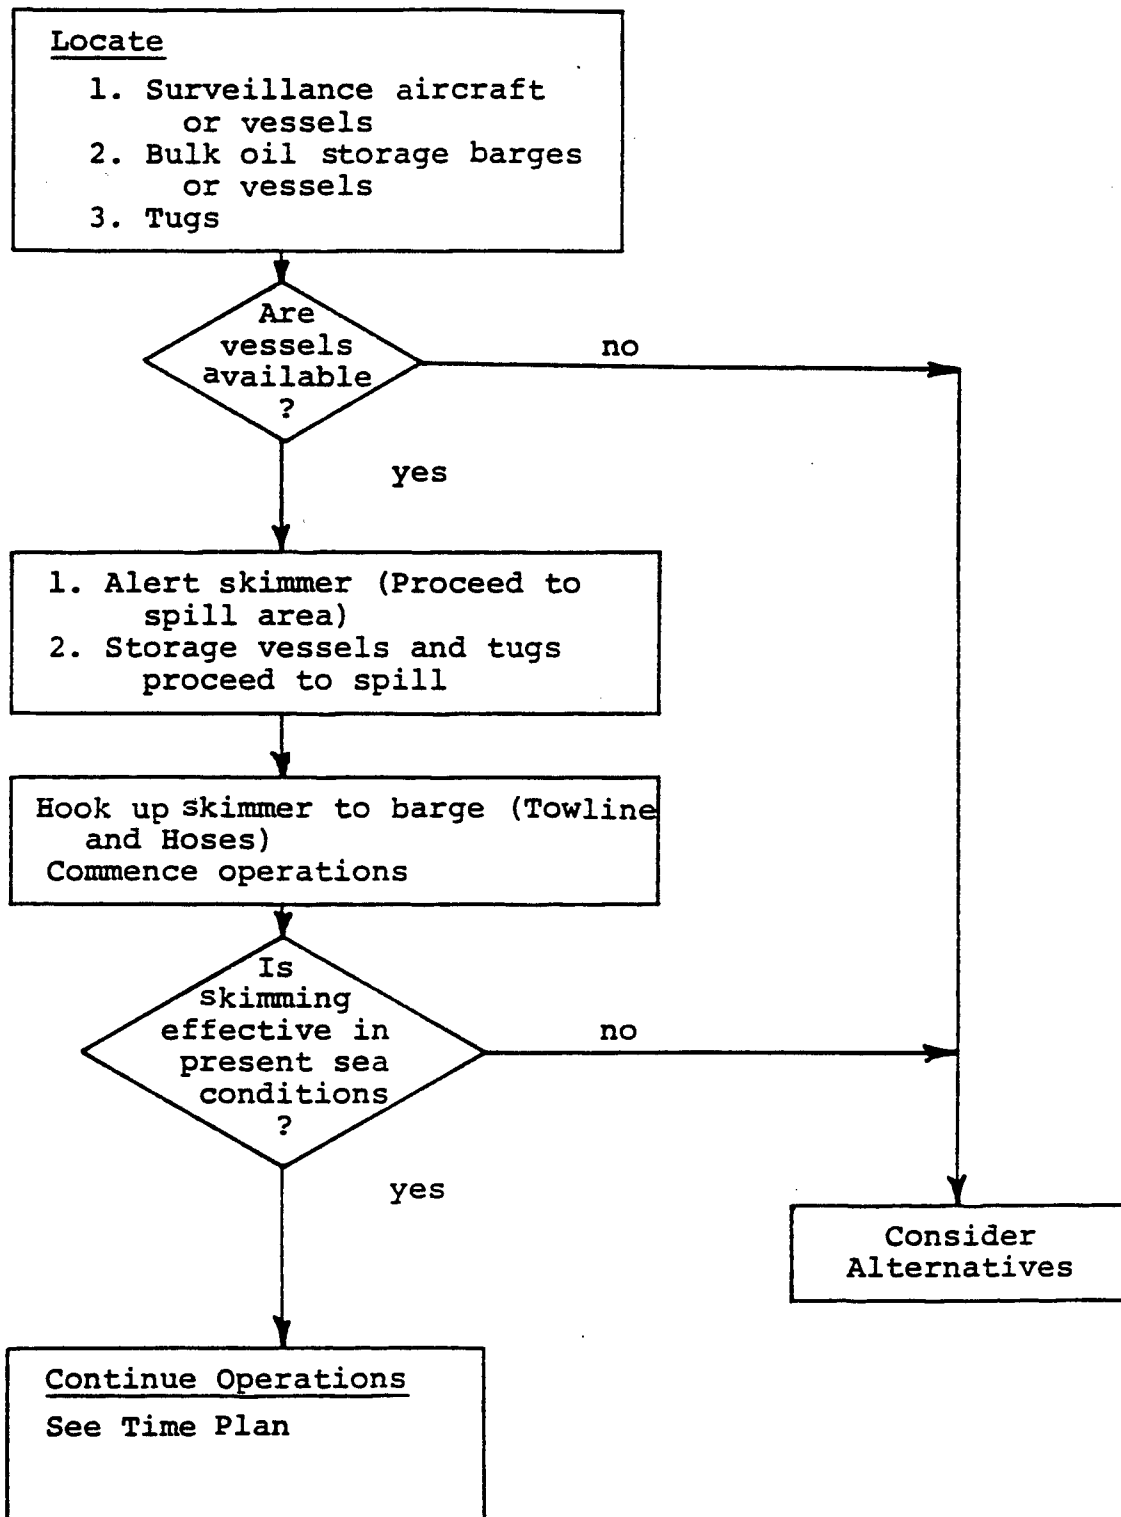 Locate
1. Surveillance aircraft
or vessels
2. Bulk oil storage barges
or vessels
3. Tugs
Are
vessels
available
?
no
yes
1. Alert skimmer (Proceed to
spill area)
2. Storage vessels and tugs
proceed to spill
Hook up skimmer to barge (Towline
and Hoses)
Commence operations
Is
skimming
effective in
present sea
conditions
?
no
yes
Consider
Alternatives
Continue Operations
See Time Plan